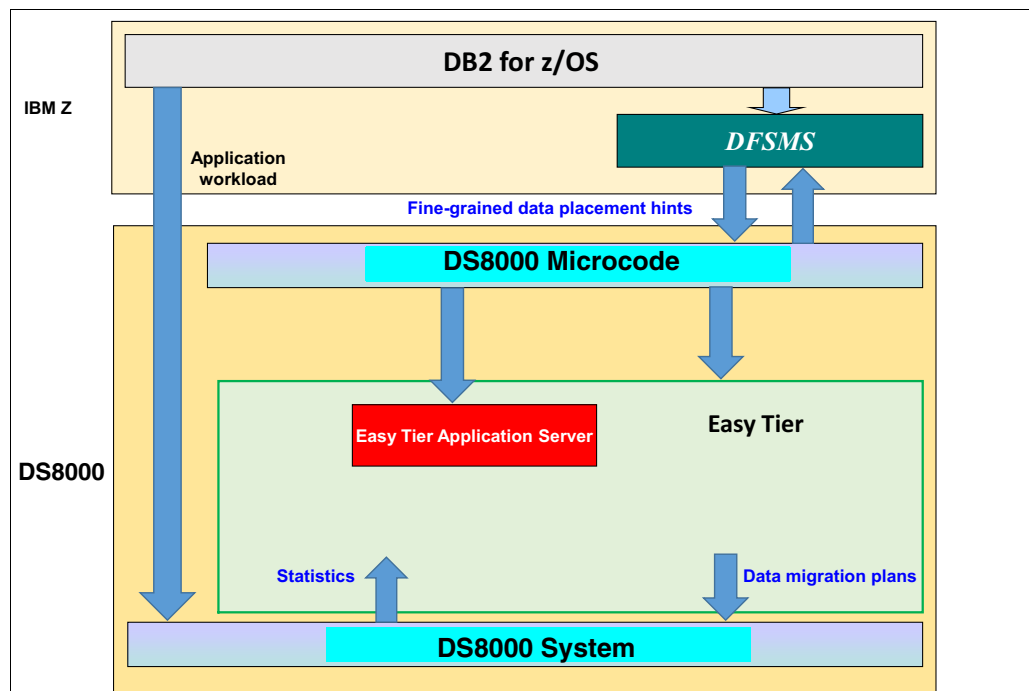 DB2 for z/OS
IBM Z
DFSMS
Application
workload
Fine-grained data placement hints
DS8000 Microcode
Easy Tier Application Server
Easy Tier
DS8000
Statistics
Data migration plans
DS8000 System